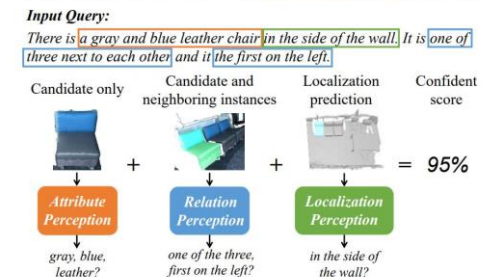 Input Query:
There is a gray and blue leather chair in the side of the wall. It is one of
three next to each other and it the first on the left.
Candidate only
Candidate and
neighboring instances
Localization
prediction
Confident
score
+ + = 95%
Attribute
Perception
Relation
Perception
Localization
Perception
gray, blue,
leather?
one of the three,
first on the left?
in the side of
the wall?